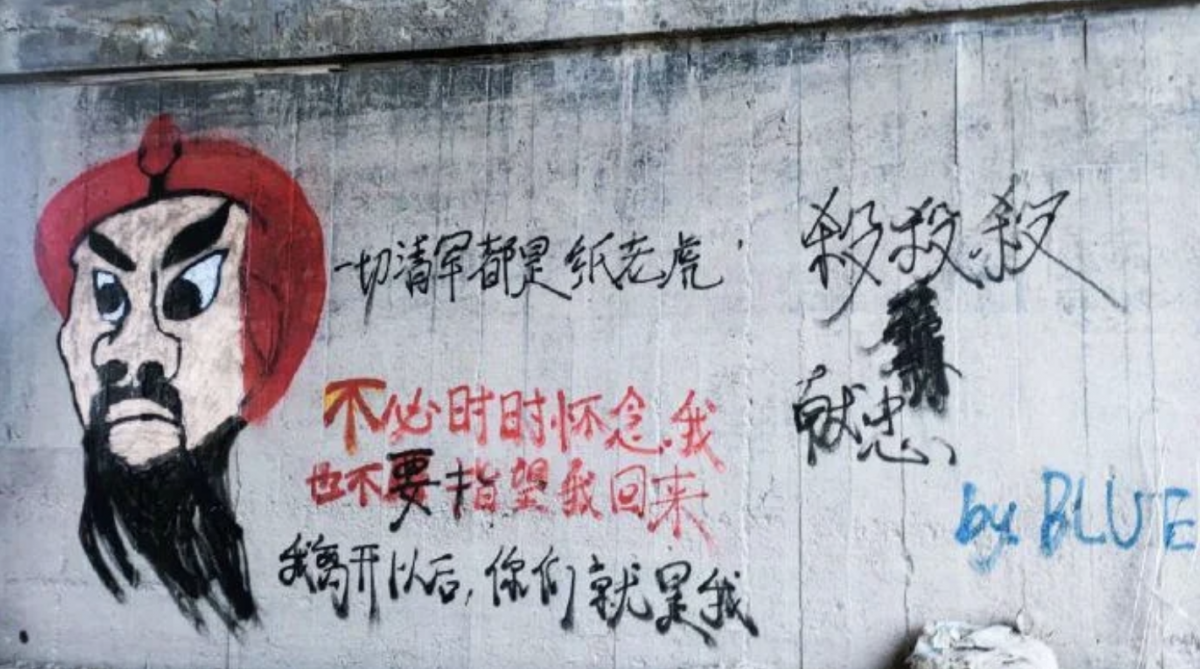 一切清军都是纸老虎，
杀殺殺
献忠
不必时时怀念我
也不要指望我回来
我离开以后，你们就是我
by BLUE